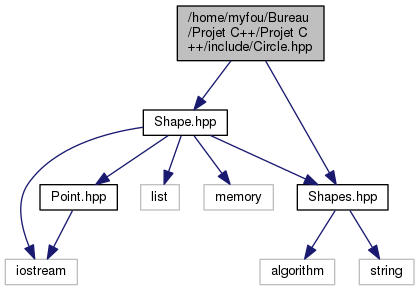 /home/myfou/Bureau
/Projet C++/Projet C
++/include/Circle.hpp
Shape.hpp
Point.hpp
list
memory
Shapes.hpp
iostream
algorithm
string